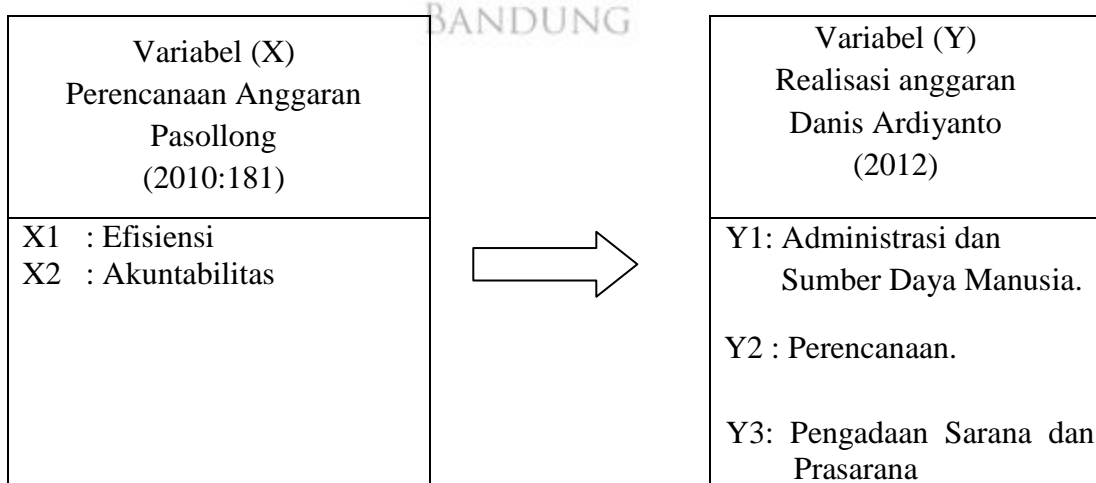 BANDUNG
Variabel (X)
Perencanaan Anggaran
Pasollong
(2010:181)
X1 : Efisiensi
X2 : Akuntabilitas
Variabel (Y)
Realisasi anggaran
Danis Ardiyanto
(2012)
Y1: Administrasi dan
Sumber Daya Manusia.
Y2 : Perencanaan.
Y3: Pengadaan Sarana dan
Prasarana